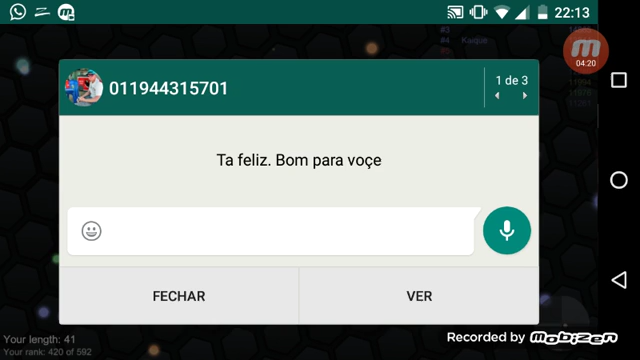 22:13
#3
#4 Kaique
04:20
011944315701
1 de 3
Ta feliz. Bom para voçe
FECHAR
VER
Your length: 41
Your rank: 420 of 592
Recorded by
mobizen